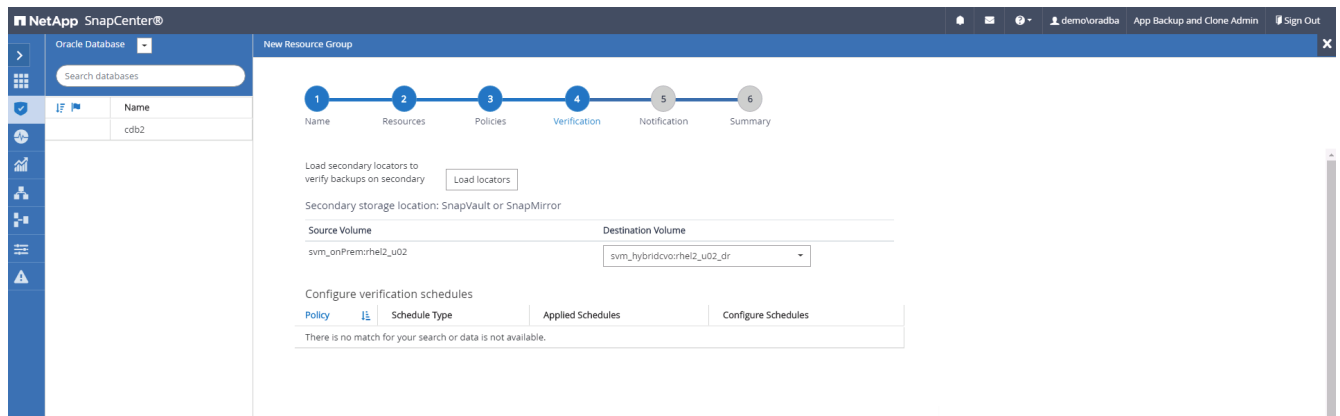 NetApp SnapCenter®
demo\oradba App Backup and Clone Admin Sign Out
Oracle Database
New Resource Group
Search databases
Name
cdb2
1 2 3 4 5 6
Name Resources Policies Verification Notification Summary
Load secondary locators to
verify backups on secondary
Load locators
Secondary storage location: SnapVault or SnapMirror
Source Volume Destination Volume
svm_onPrem:rhel2_u02 svm_hybridcvo:rhel2_u02_dr
Configure verification schedules
Policy Schedule Type Applied Schedules Configure Schedules
There is no match for your search or data is not available.